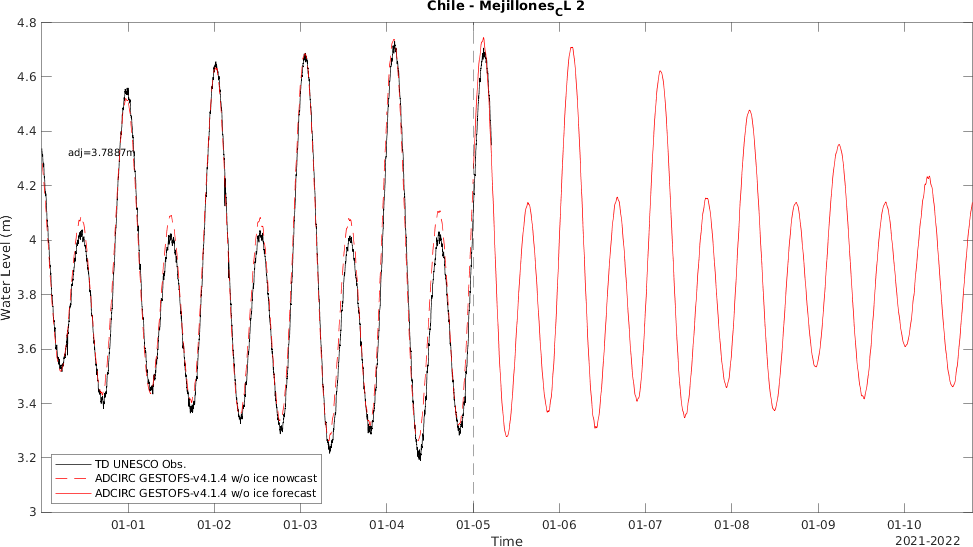 Chile - Mejillones_CL 2
4.8
4.6
4.4
4.2
4
3.8
3.6
3.4
3.2
3
Water Level (m)
adj=3.7887m
TD UNESCO Obs.
ADCIRC GESTOFS-v4.1.4 w/o ice nowcast
ADCIRC GESTOFS-v4.1.4 w/o ice forecast
01-01 01-02 01-03 01-04 01-05 01-06 01-07 01-08 01-09 01-10
Time
2021-2022